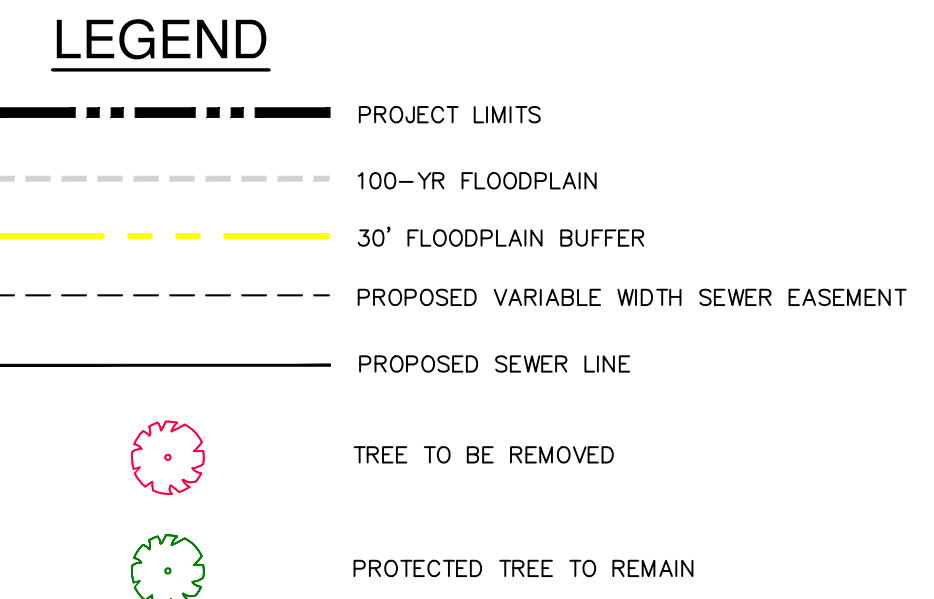 LEGEND
PROJECT LIMITS
100-YR FLOODPLAIN
30' FLOODPLAIN BUFFER
PROPOSED VARIABLE WIDTH SEWER EASEMENT
PROPOSED SEWER LINE
TREE TO BE REMOVED
PROTECTED TREE TO REMAIN